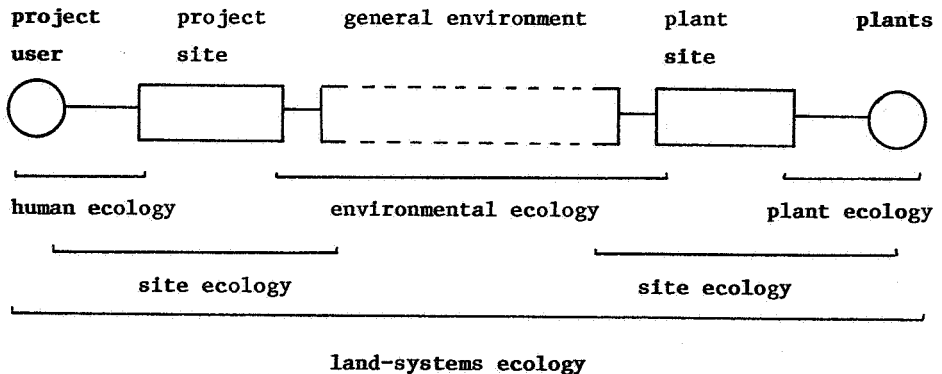 project project general environment plant plants
user site site
human ecology environmental ecology plant ecology
site ecology site ecology
land-systems ecology